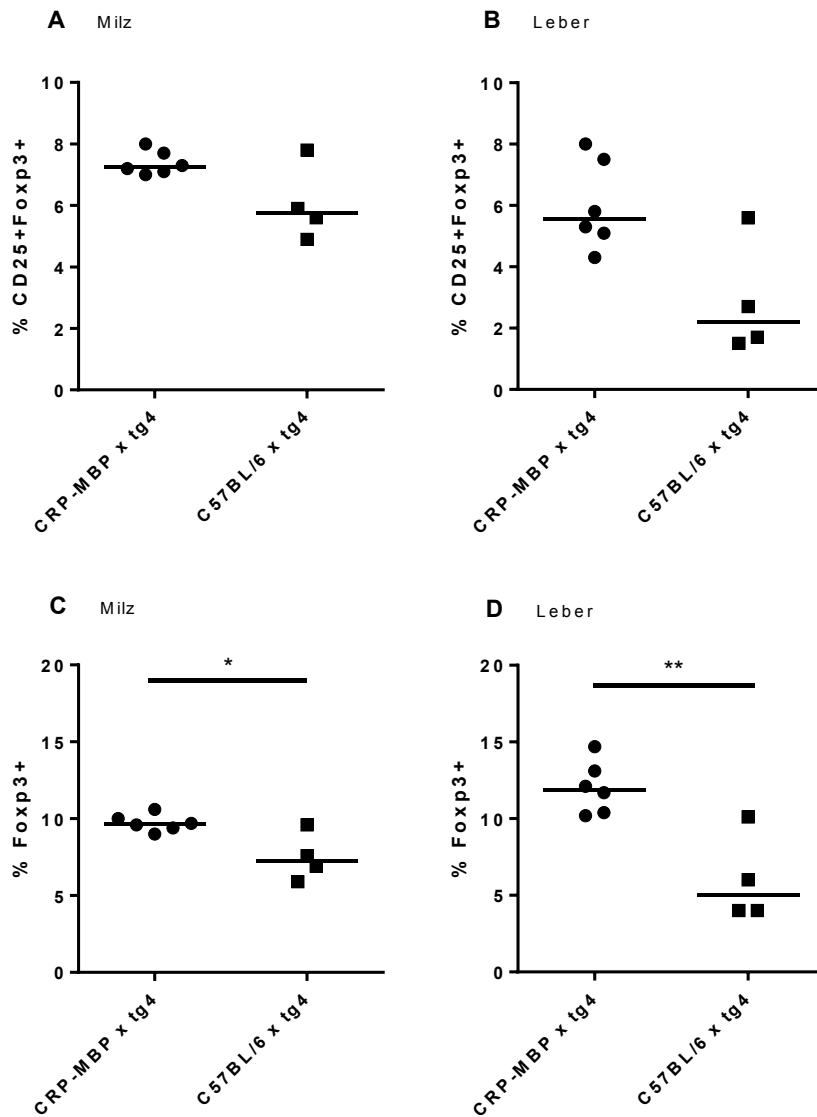 A Milz
10
8
6
4
2
0
% CD25+Foxp3+
CRP-MBP x tg4
C57BL/6 x tg4
B Leber
10
8
6
4
2
0
% CD25+Foxp3+
CRP-MBP x tg4
C57BL/6 x tg4
C Milz
20
15
10
5
0
% Foxp3+
*
CRP-MBP x tg4
C57BL/6 x tg4
D Leber
20
15
10
5
0
% Foxp3+
**
CRP-MBP x tg4
C57BL/6 x tg4